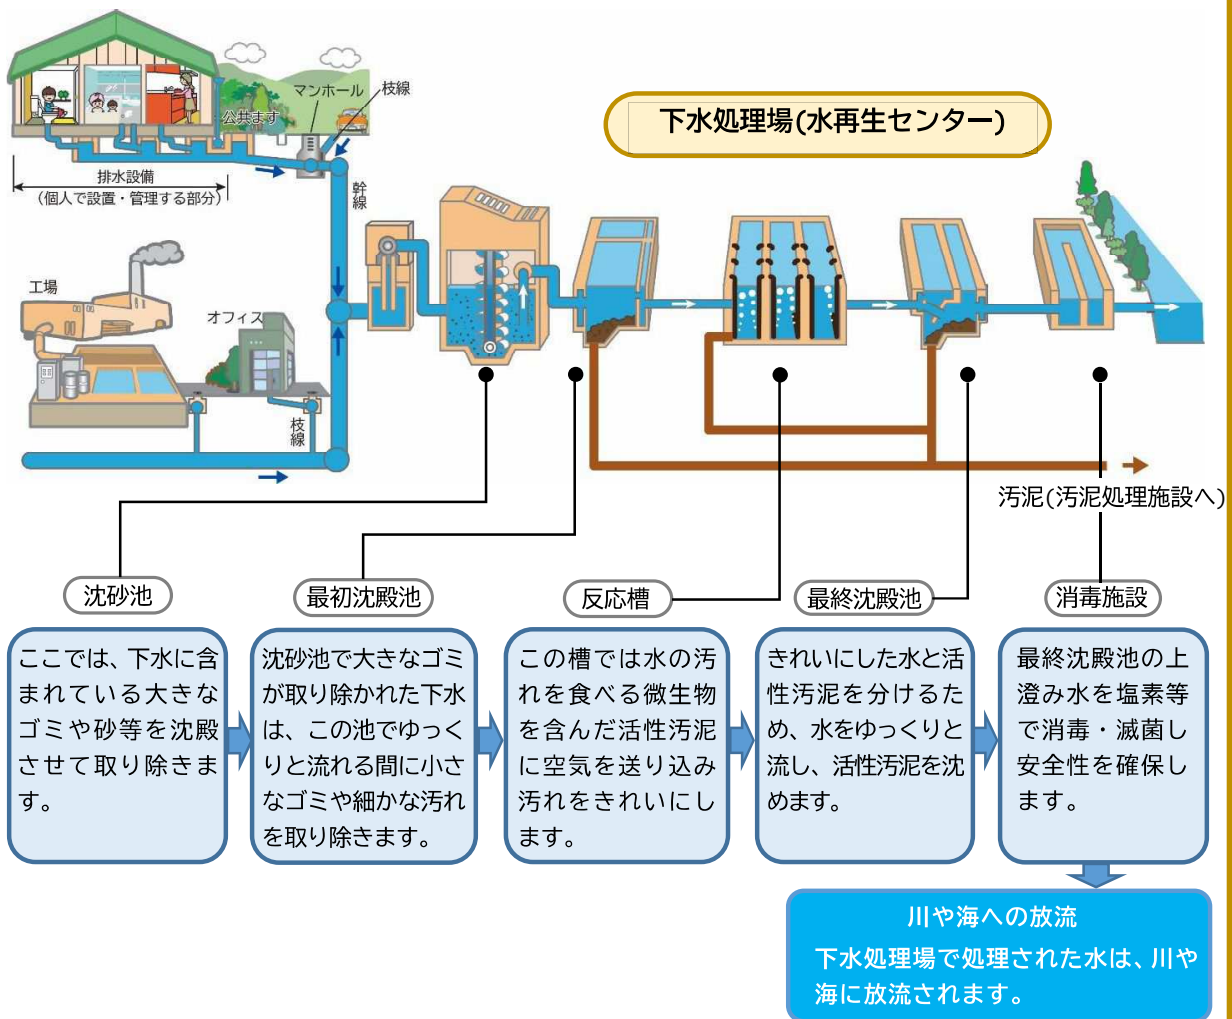 マンホール
枝線
公共ます
排水設備
(個人で設置・管理する部分)
幹線
下水処理場(水再生センター)
工場
オフィス
枝線
汚泥(汚泥処理施設へ)
沈砂池
ここでは、下水に含
まれている大きな
ゴミや砂等を沈殿
させて取り除きま
す。
最初沈殿池
沈砂池で大きなゴミ
が取り除かれた下水
は、この池でゆっく
りと流れる間に小さ
なゴミや細かな汚れ
を取り除きます。
反応槽
この槽では水の汚
れを食べる微生物
を含んだ活性汚泥
に空気を送り込み
汚れをきれいにし
ます。
最終沈殿池
きれいにした水と活
性汚泥を分けるた
め、水をゆっくりと
流し、活性汚泥を沈
めます。
消毒施設
最終沈殿池の上
澄み水を塩素等
で消毒・滅菌し
安全性を確保し
ます。
川や海への放流
下水処理場で処理された水は、川や
海に放流されます。